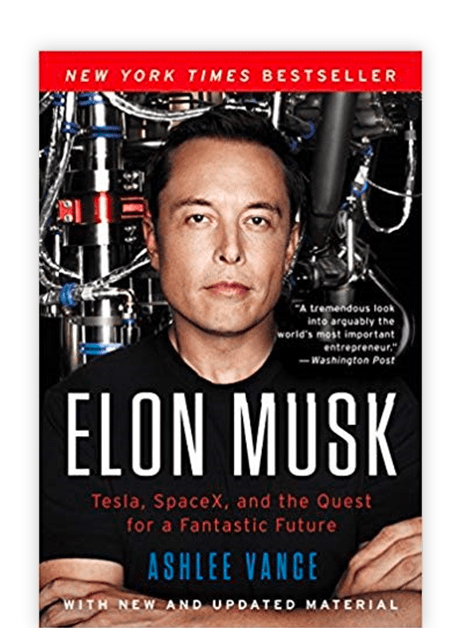 NEW YORK TIMES BESTSELLER
"A tremendous look
into arguably the
world's most important
entrepreneur."
—Washington Post
ELON MUSK
Tesla, SpaceX, and the Quest
for a Fantastic Future
ASHLEE VANCE
WITH NEW AND UPDATED MATERIAL